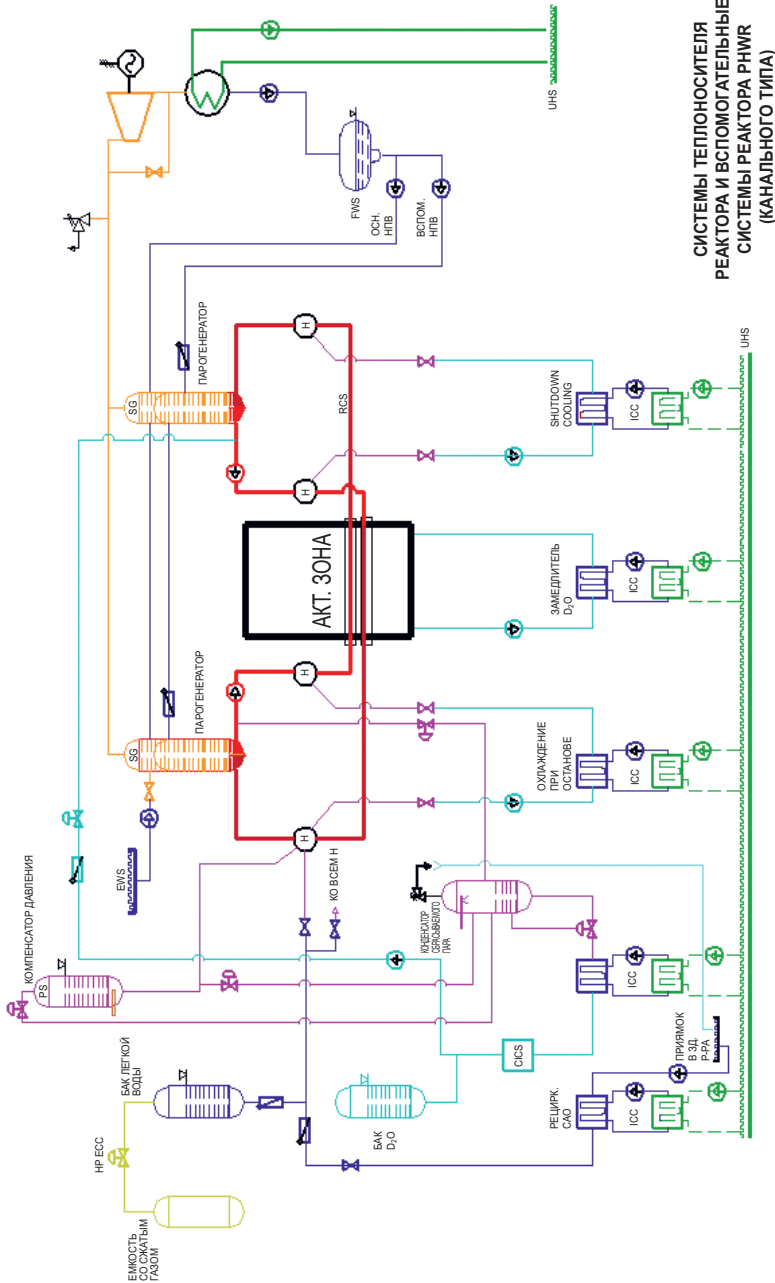 СИСТЕМЫ ТЕПЛОНОСИТЕЛЯ
РЕАКТОРА И ВСПОМОГАТЕЛЬНЫЕ
СИСТЕМЫ РЕАКТОРА PHWR
(КАНАЛЬНОГО ТИПА)
ЕМКОСТЬ
СО СЖАТЫМ
ГАЗОМ
HP ECC
БАК ЛЕГКОЙ
ВОДЫ
КОМПЕНСАТОР ДАВЛЕНИЯ
PS
EWS
SG
ПАРОГЕНЕРАТОР
SG
ПАРОГЕНЕРАТОР
FWS
ОСН.
НПВ
ВСПОМ.
НПВ
UHS
H
H
H
H
RCS
АКТ. ЗОНА
КО ВСЕМ Н
БАК
D₂O
CICS
КОНДЕНСАТОР
СБРАСЫВАЕМОГО
ПАРА
РЕЦИРК.
САО
ICC
ПРИЯМОК
В ЗД.
Р-РА
ICC
ОХЛАЖДЕНИЕ
ПРИ
ОСТАНОВЕ
ICC
ЗАМЕДЛИТЕЛЬ
D₂O
ICC
SHUTDOWN
COOLING
ICC
UHS